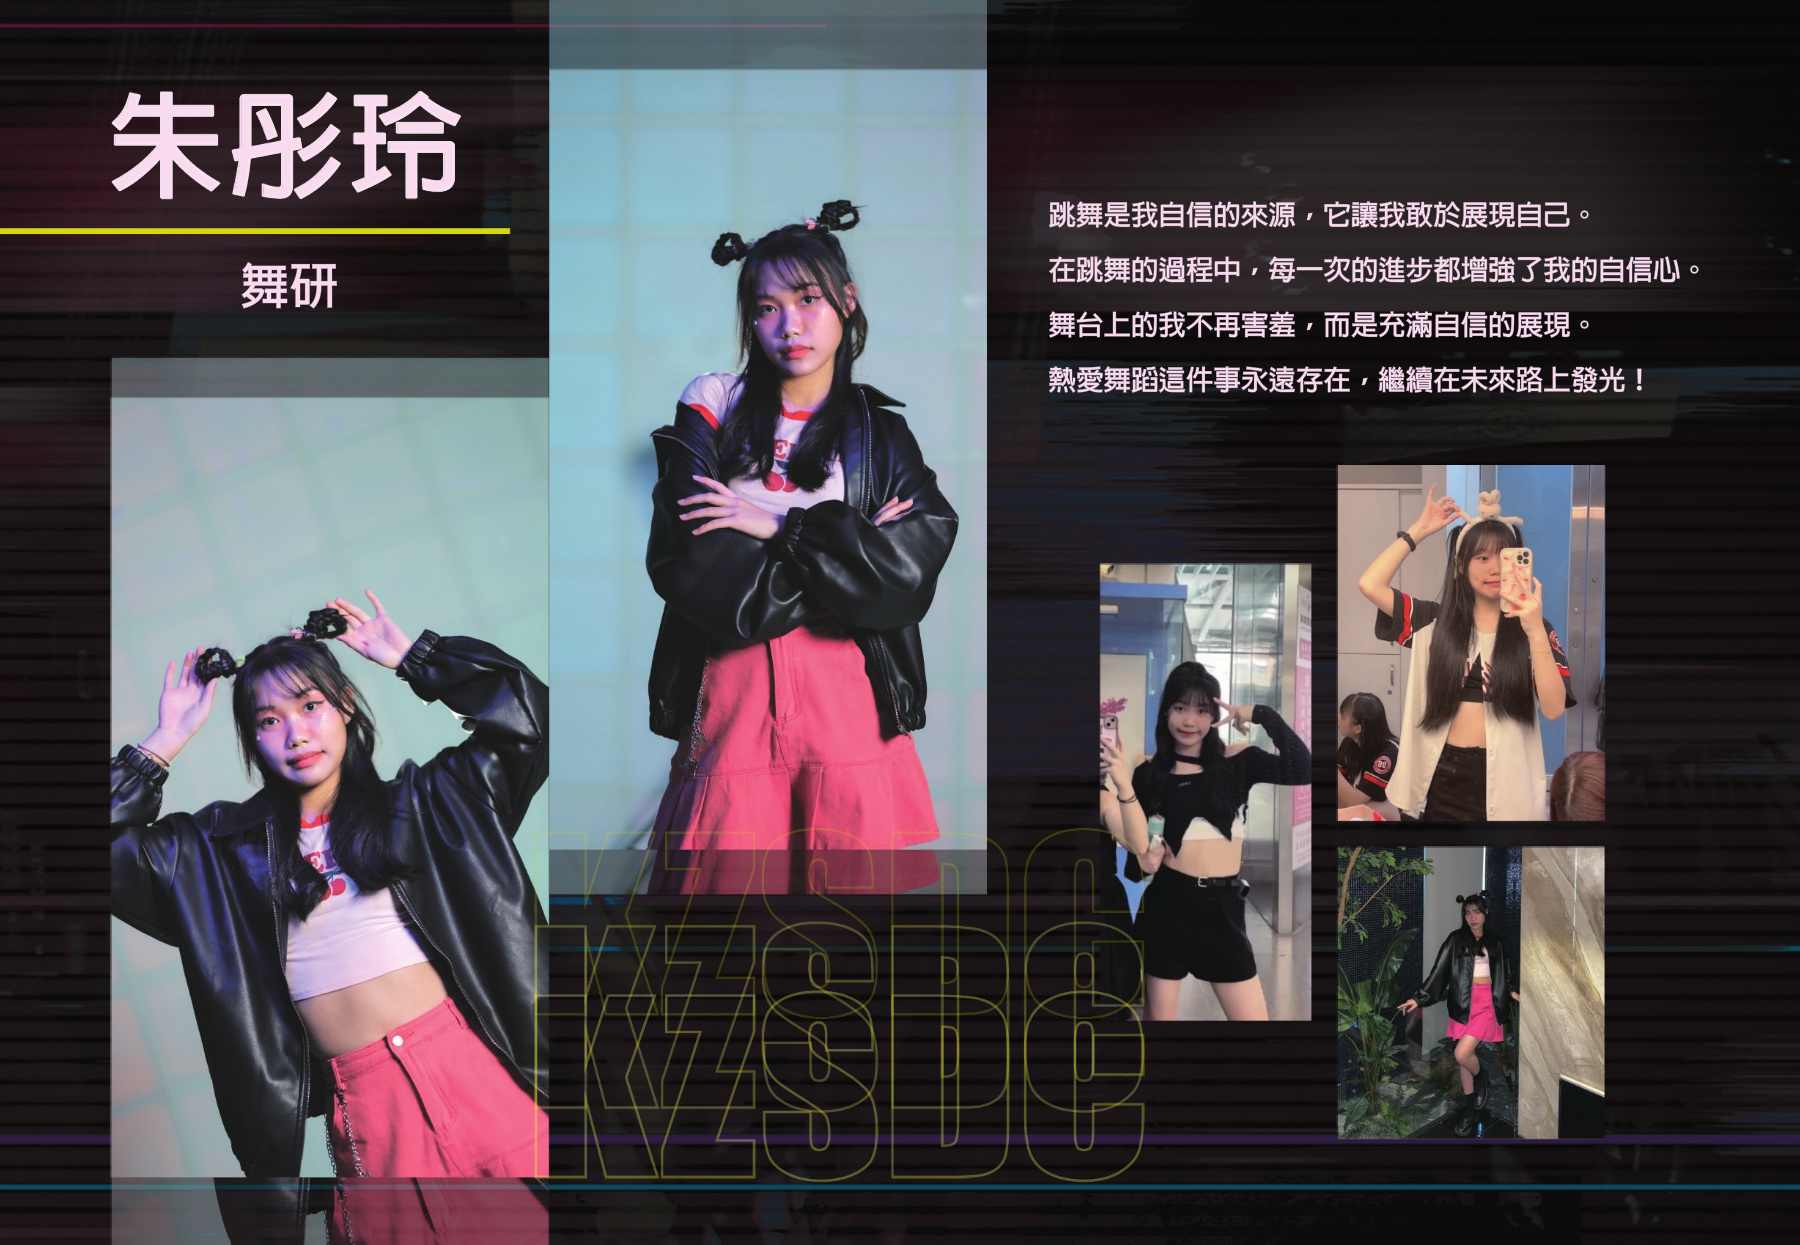 朱彤玲
舞研
跳舞是我自信的來源，它讓我敢於展現自己。
在跳舞的過程中，每一次的進步都增強了我的自信心。
舞台上的我不再害羞，而是充滿自信的展現。
熱愛舞蹈這件事永遠存在，繼續在未來路上發光！
KZSDC
KZSDC
KZSDC